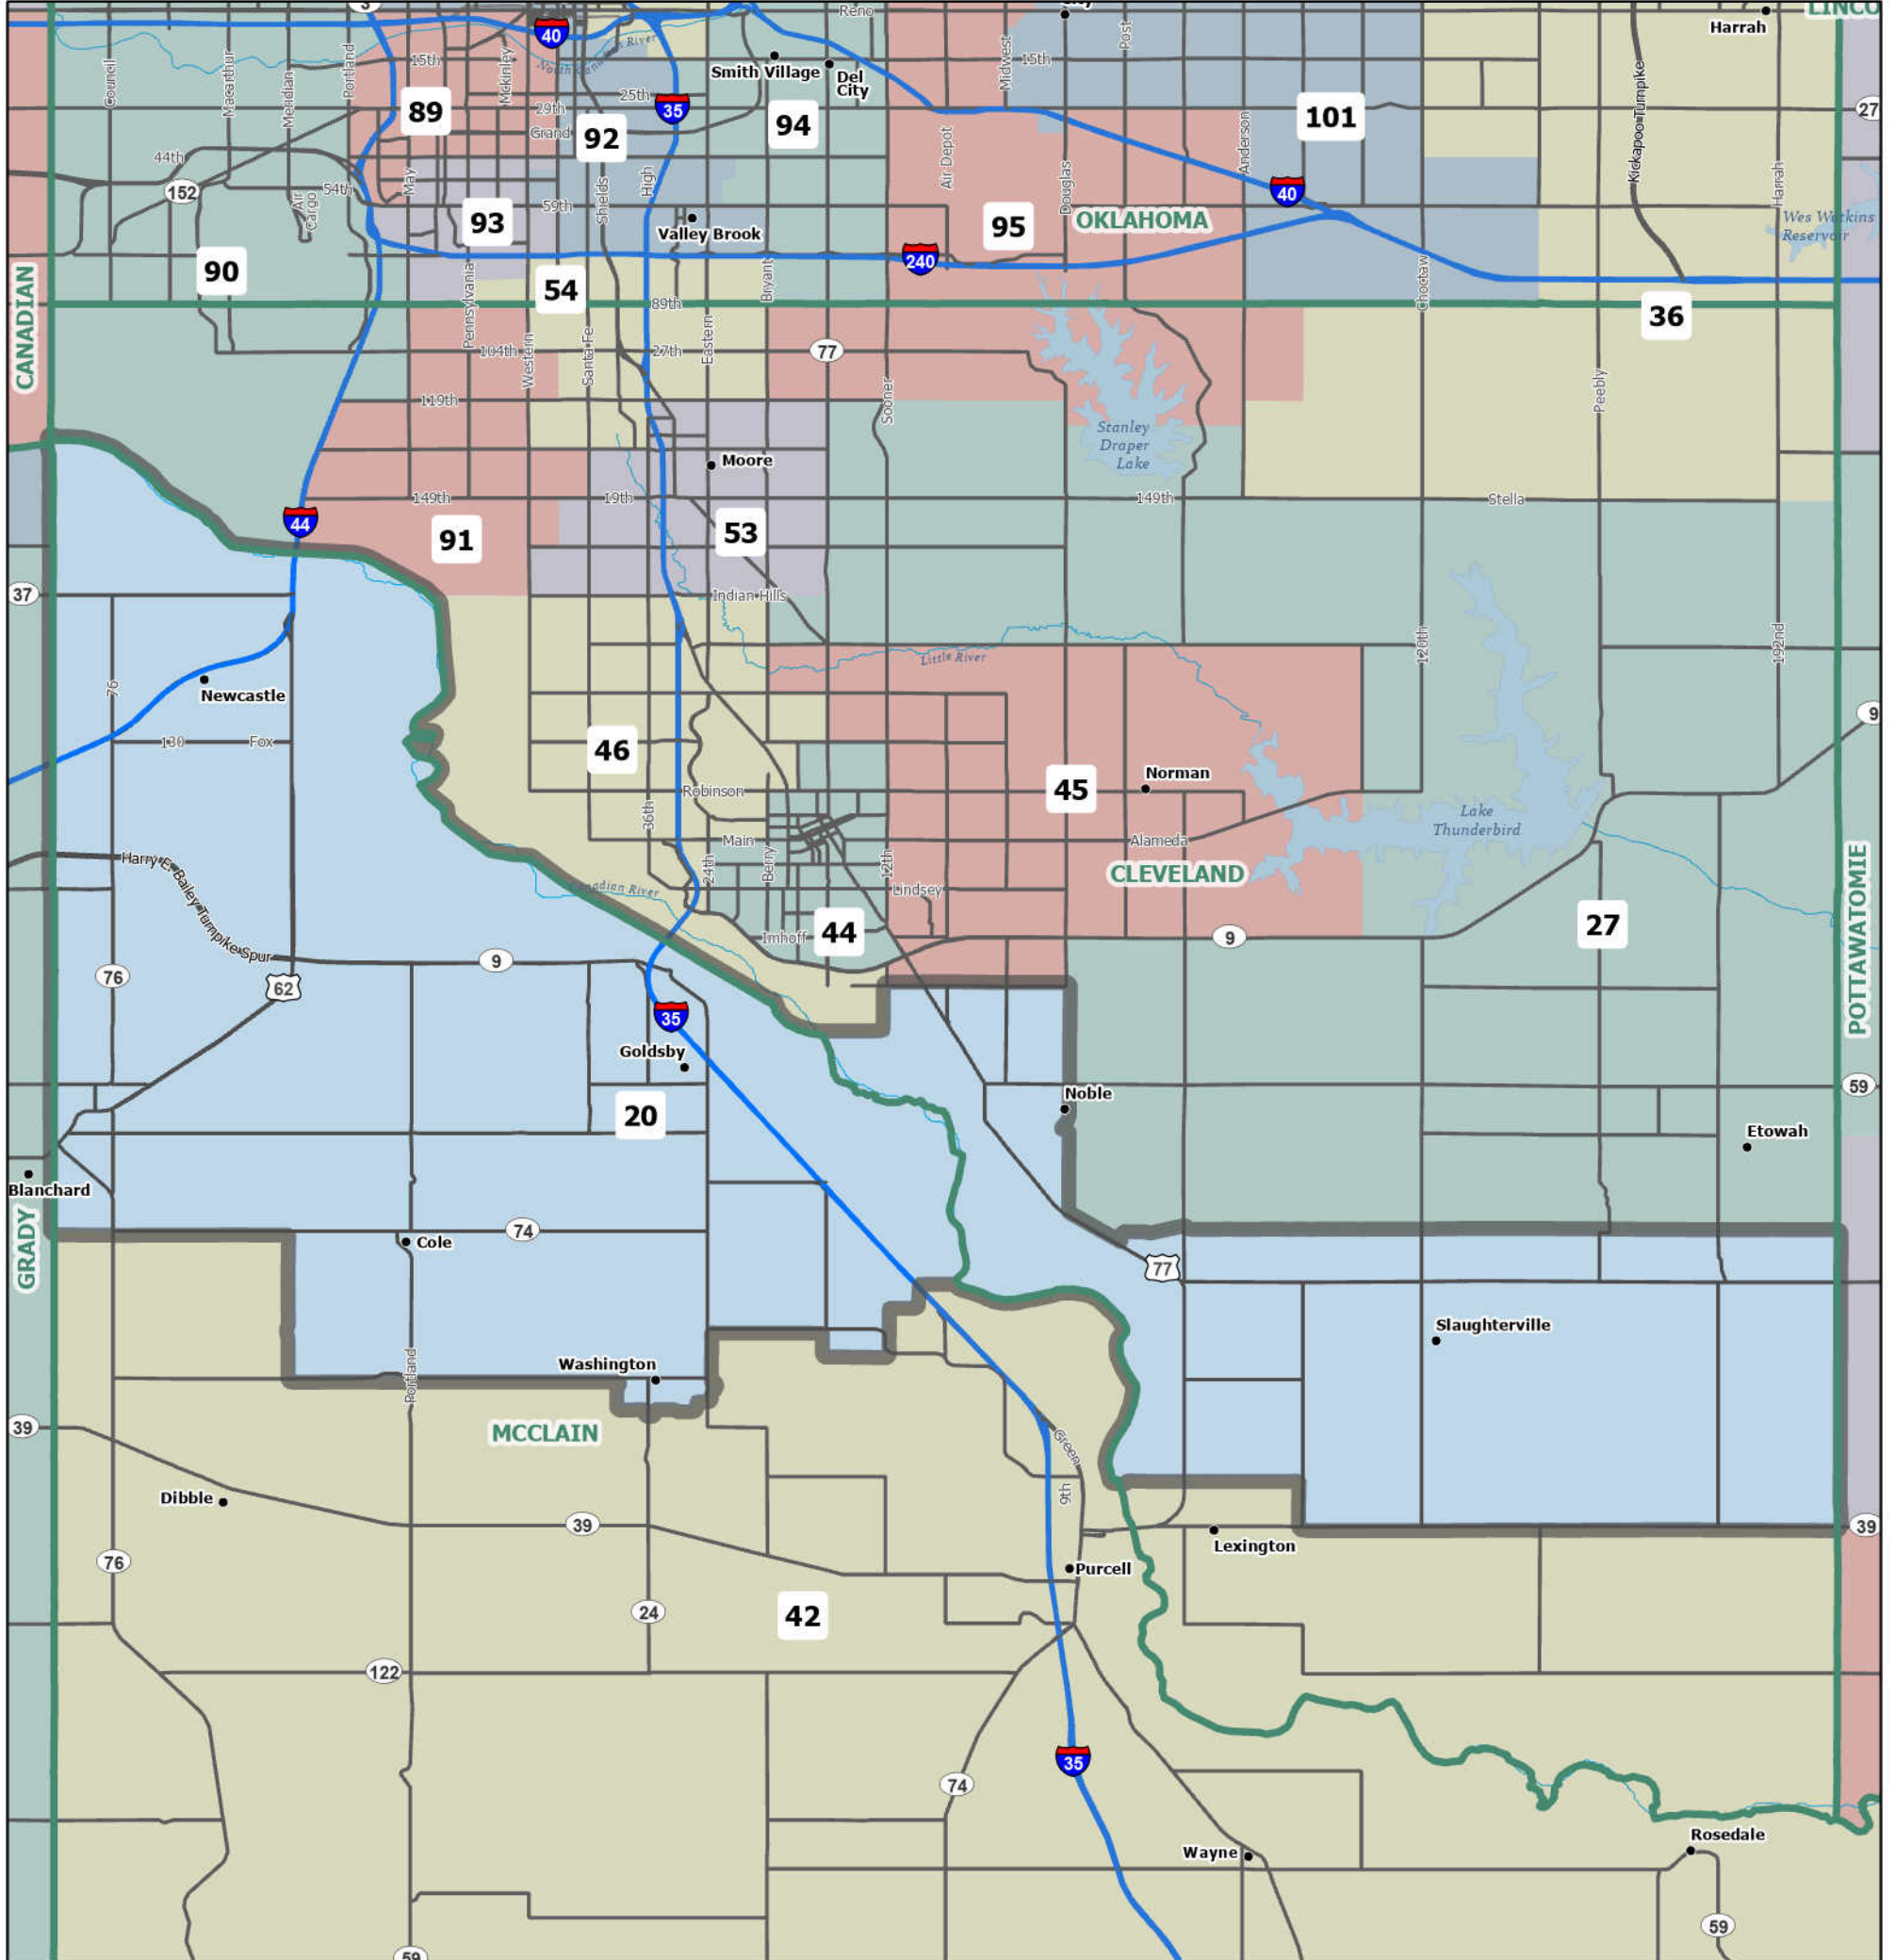 Reno
Harrah
LINCO
40
Council
Macarthur
Meridian
Portland
15th
Mckinley
Smith Village
Del
City
Midwest
Post
15th
Kickapoo Turnpike
89
29th
25th
35
Grand
92
94
101
27
44th
152
54th
Air
Cargo
May
Shields
High
Air Depot
Douglas
Anderson
40
Harrah
93
59th
Valley Brook
95
OKLAHOMA
Wes Watkins
Reservoir
90
240
54
Pennsylvania
Bryant
Choctaw
CANADIAN
89th
36
104th
Western
Santa Fe
27th
Eastern
77
119th
Sooner
Peebly
Stanley
Draper
Lake
Moore
149th
19th
149th
Stella
44
91
53
37
Indian Hills
Little River
120th
192nd
76
Newcastle
130
Fox
9
46
Robinson
45
Norman
36th
Main
Alameda
Lake
Thunderbird
Harry E. Bailey Turnpike Spur
24th
Berry
12th
CLEVELAND
POTTAWATOMIE
Canadian River
Lindsey
44
Imhoff
9
27
76
9
62
35
Goldsby
20
Noble
59
Etowah
Blanchard
GRADY
74
Cole
77
Slaughterville
Washington
Portland
39
MCCLAIN
Green
9th
Dibble
39
39
Lexington
76
Purcell
24
42
122
35
74
Wayne
Rosedale
59
59